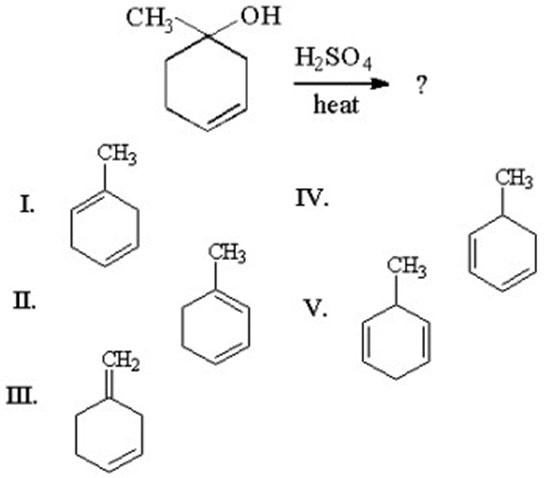 CH₃ OH
H₂SO₄
heat
?
CH₃
I.
IV.
CH₃
II.
CH₃
V.
CH₃
III.
CH₂